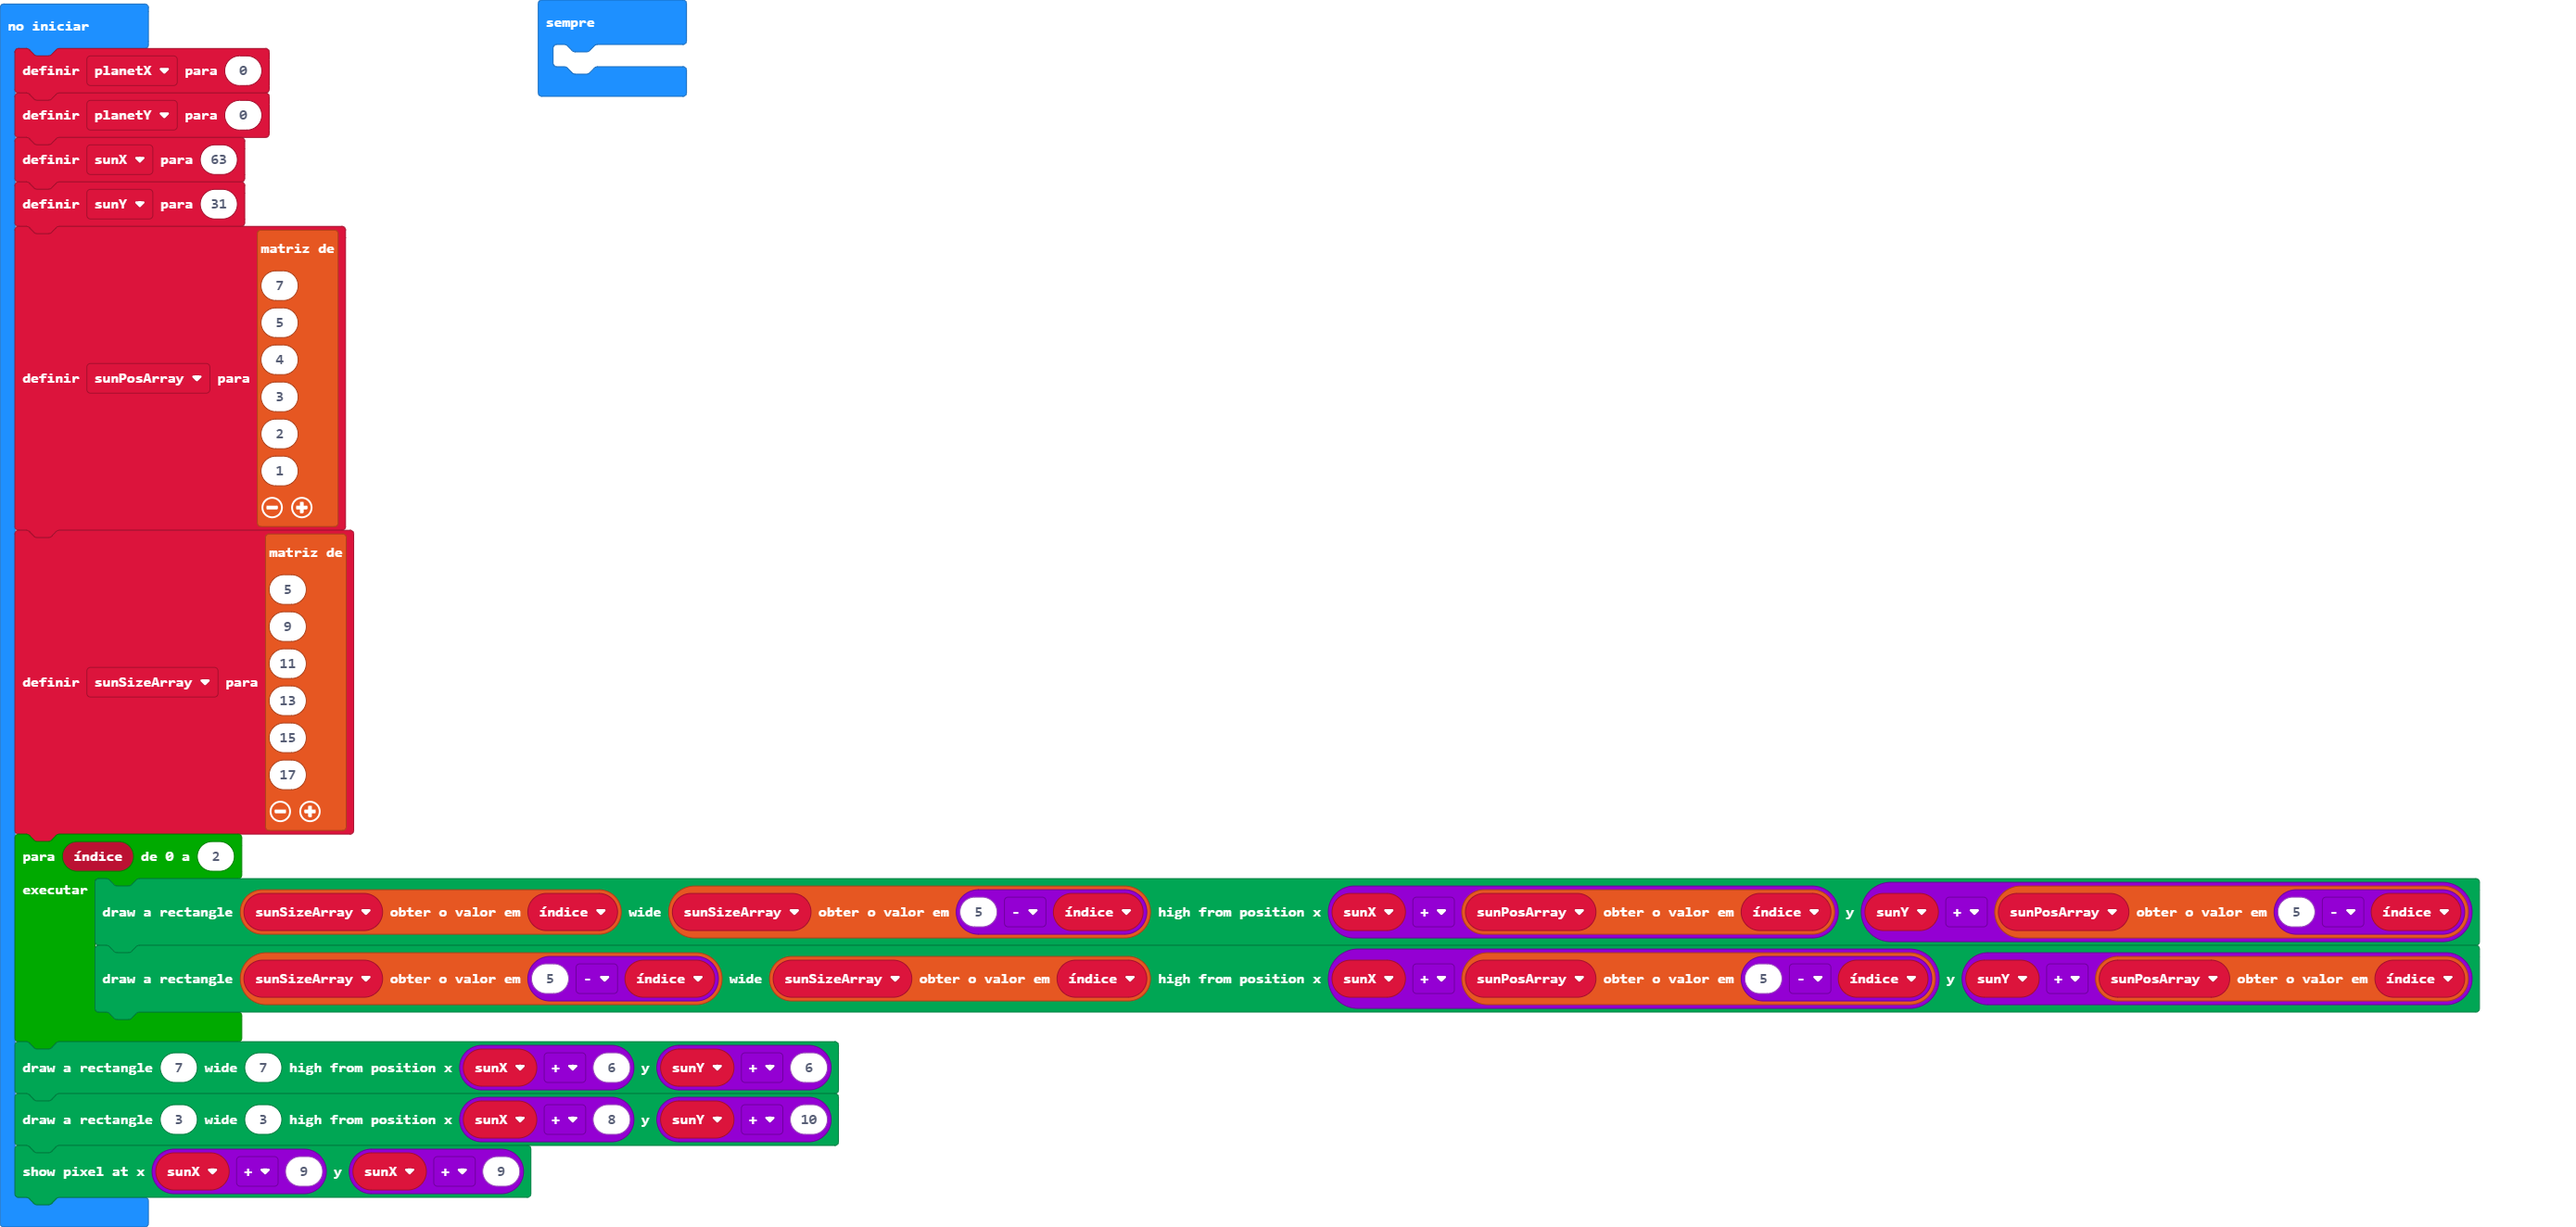 no iniciar
sempre
definir planetX para 0
definir planetY para 0
definir sunX para 63
definir sunY para 31
definir sunPosArray para matriz de
7
5
4
3
2
1
definir sunSizeArray para matriz de
5
9
11
13
15
17
para índice de 0 a 2
executar
draw a rectangle sunSizeArray obter o valor em índice wide sunSizeArray obter o valor em 5 - índice high from position x sunX + sunPosArray obter o valor em índice y sunY + sunPosArray obter o valor em 5 - índice
draw a rectangle sunSizeArray obter o valor em 5 - índice wide sunSizeArray obter o valor em índice high from position x sunX + sunPosArray obter o valor em 5 - índice y sunY + sunPosArray obter o valor em índice
draw a rectangle 7 wide 7 high from position x sunX + 6 y sunY + 6
draw a rectangle 3 wide 3 high from position x sunX + 8 y sunY + 10
show pixel at x sunX + 9 y sunX + 9